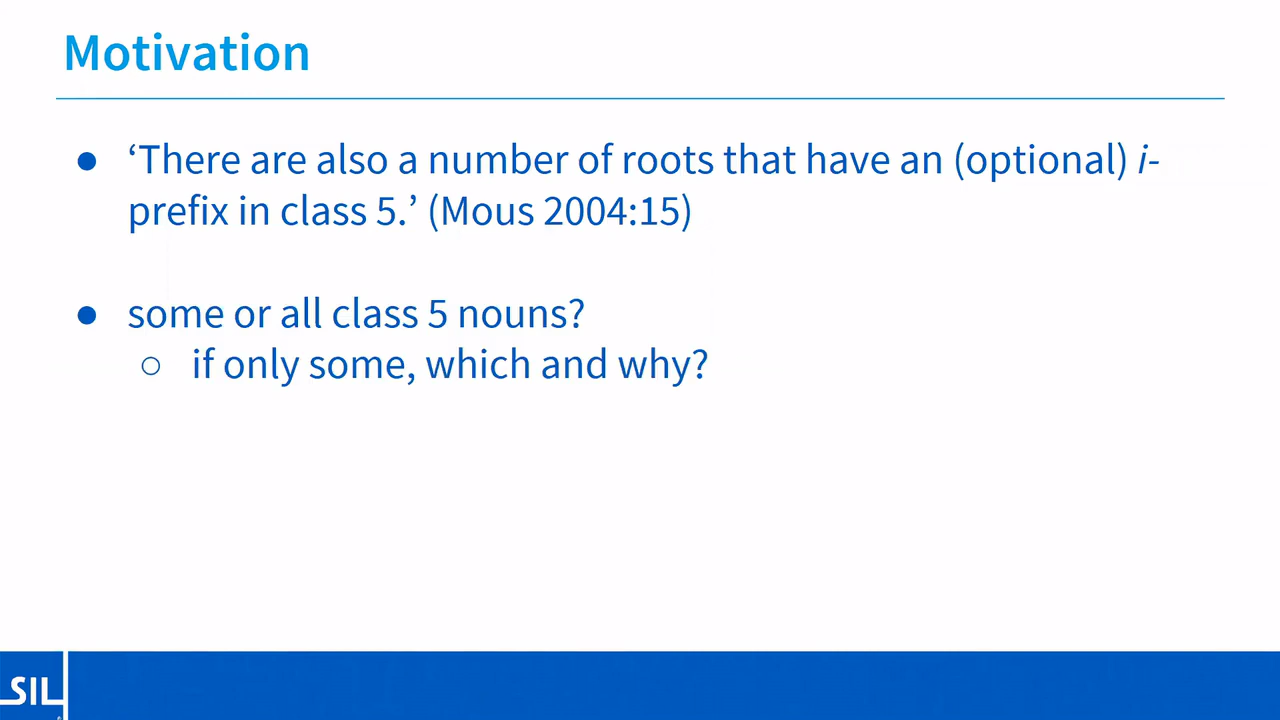 Motivation
● ‘There are also a number of roots that have an (optional) i-
prefix in class 5.’ (Mous 2004:15)
● some or all class 5 nouns?
○ if only some, which and why?
SIL